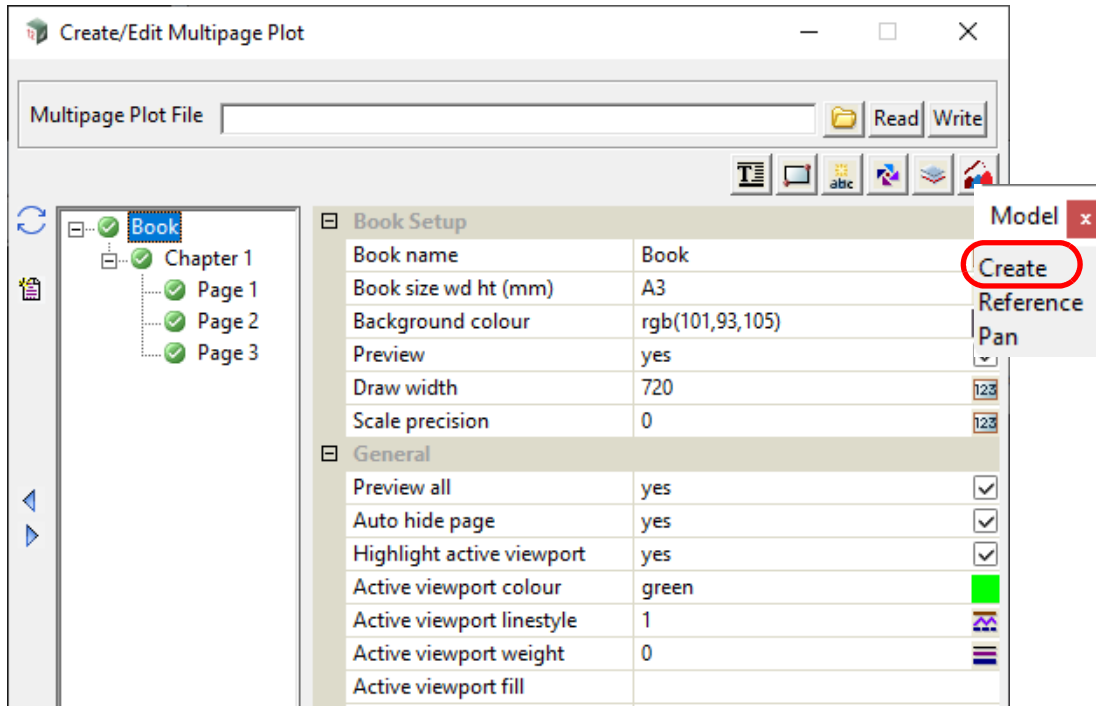 Create/Edit Multipage Plot
Multipage Plot File Read Write
T abc
Model x
Book
Chapter 1
Page 1
Page 2
Page 3
Book Setup
Book name Book
Create
Book size wd ht (mm) A3
Reference
Background colour rgb(101,93,105)
Pan
Preview yes
Draw width 720 123
Scale precision 0 123
General
Preview all yes
Auto hide page yes
Highlight active viewport yes
Active viewport colour green
Active viewport linestyle 1
Active viewport weight 0
Active viewport fill